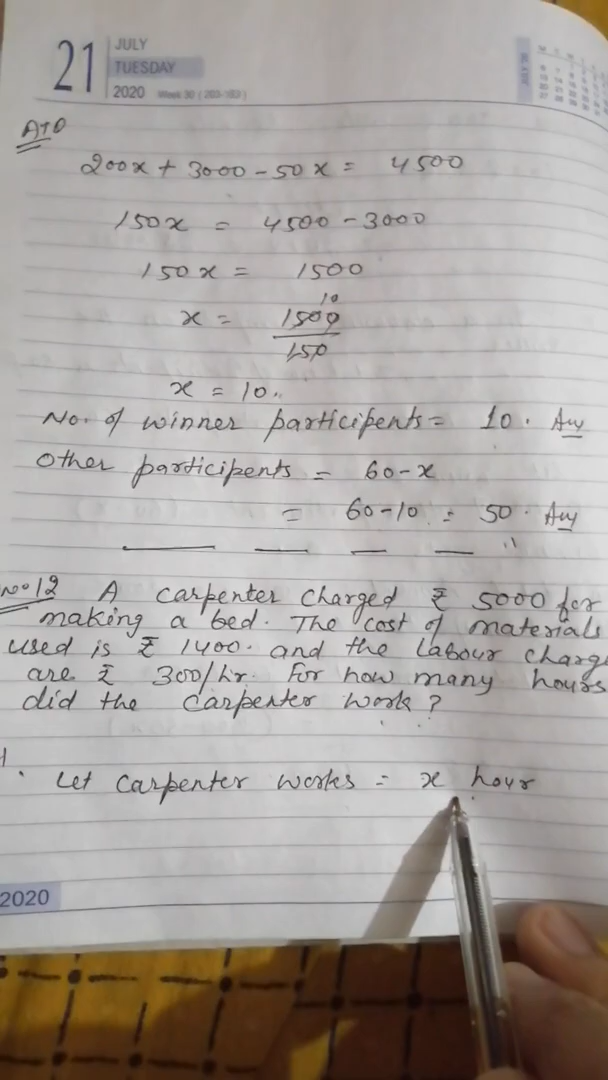 21
JULY
TUESDAY
2020 Week 30
ATQ
200x + 3000 - 50x = 4500
150x = 4500 - 3000
150x = 1500
10
x = 1500
150
x = 10.
No. of winner participents = 10. Ans
Other participents = 60-x
= 60-10 = 50. Ans
No 12 A carpenter charged ₹ 5000 for
making a bed. The cost of materials
used is ₹ 1400. and the labour charge
are ₹ 300/hr. For how many hours
did the carpenter work?
Let carpenter works = x hour
2020